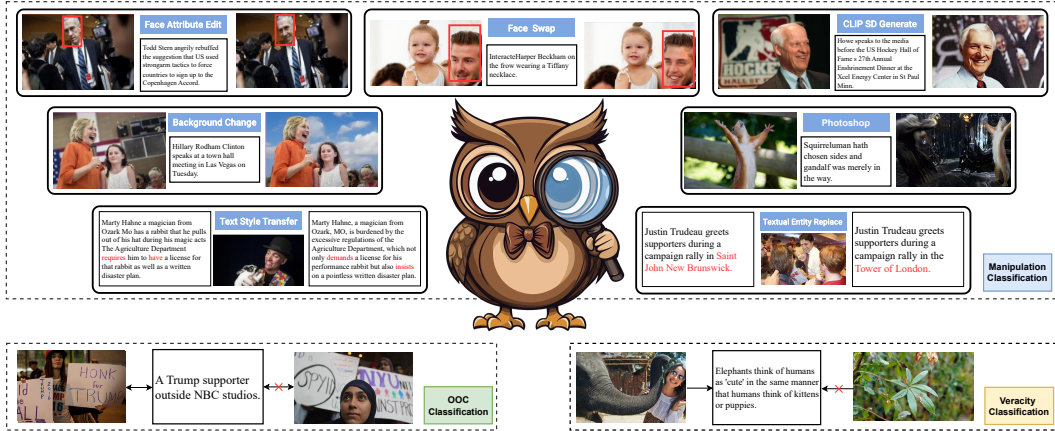 Face Attribute Edit
Todd Stern angrily rebuffed
the suggestion that US used
strongarm tactics to force
countries to sign up to the
Copenhagen Accord.
Face Swap
InteracteHarper Beckham on
the frow wearing a Tiffany
necklace.
CLIP SD Generate
Howe speaks to the media
before the US Hockey Hall of
Fame s 27th Annual
Enshrinement Dinner at the
Xcel Energy Center in St Paul
Minn.
HOCKEY
Background Change
Hillary Rodham Clinton
speaks at a town hall
meeting in Las Vegas on
Tuesday.
Photoshop
Squirreluman hath
chosen sides and
gandalf was merely in
the way.
Marty Hahne a magician from
Ozark Mo has a rabbit that he pulls
out of his hat during his magic acts
The Agriculture Department
requires him to have a license for
that rabbit as well as a written
disaster plan.
Text Style Transfer
Marty Hahne, a magician from
Ozark, MO, is burdened by the
excessive regulations of the
Agriculture Department, which not
only demands a license for his
performance rabbit but also insists
on a pointless written disaster plan.
Justin Trudeau greets
supporters during a
campaign rally in Saint
John New Brunswick.
Textual Entity Replace
Justin Trudeau greets
supporters during a
campaign rally in the
Tower of London.
Manipulation
Classification
HONK
for
TRUMP
ALL
A Trump supporter
outside NBC studios.
SPYID
NYU
OOC
Classification
Elephants think of humans
as 'cute' in the same manner
that humans think of kittens
or puppies.
Veracity
Classification